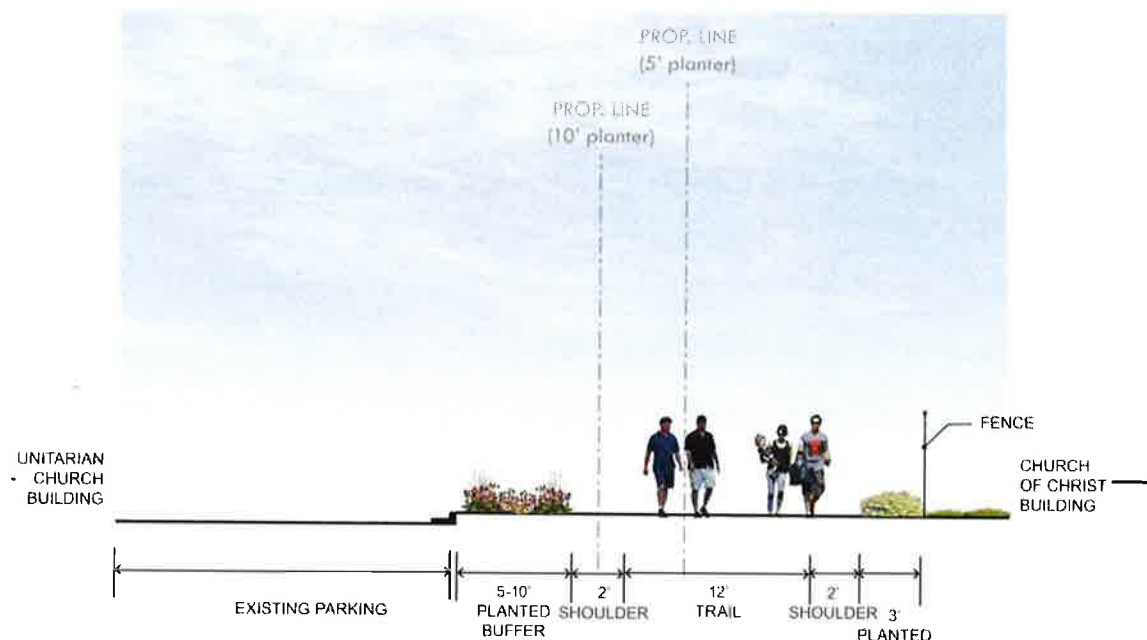 PROP. LINE
(5' planter)
PROP. LINE
(10' planter)
FENCE
UNITARIAN
CHURCH
BUILDING
CHURCH
OF CHRIST
BUILDING
EXISTING PARKING
5-10'
PLANTED
BUFFER
2'
SHOULDER
12'
TRAIL
2'
SHOULDER
3'
PLANTED